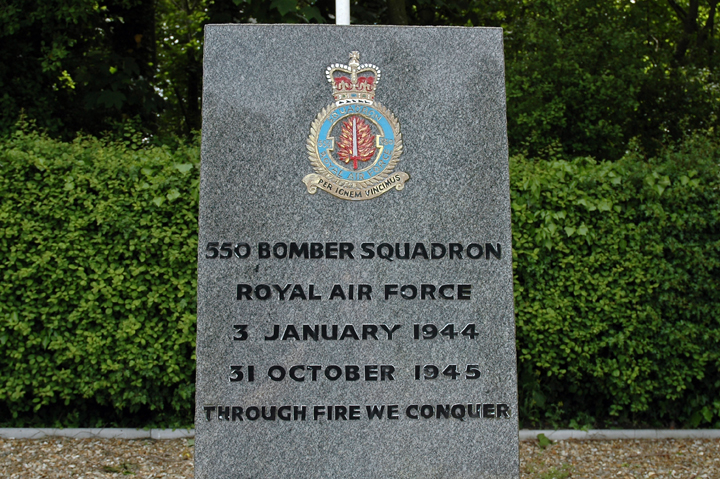 PER IGNEM VINCIMUS
550 BOMBER SQUADRON
ROYAL AIR FORCE
3 JANUARY 1944
31 OCTOBER 1945
THROUGH FIRE WE CONQUER